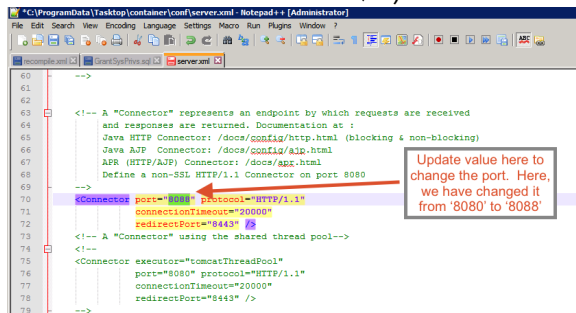 *C:\ProgramData\Tasktop\container\conf\server.xml - Notepad++ [Administrator]
File Edit Search View Encoding Language Settings Macro Run Plugins Window ?
recompile.xml GrantSysPrivs.sql server.xml
60 -->
61
62
63 <!-- A "Connector" represents an endpoint by which requests are received
64 and responses are returned. Documentation at :
65 Java HTTP Connector: /docs/config/http.html (blocking & non-blocking)
66 Java AJP Connector: /docs/config/ajp.html
67 APR (HTTP/AJP) Connector: /docs/apr.html
68 Define a non-SSL HTTP/1.1 Connector on port 8080
69 -->
70 <Connector port="8088" protocol="HTTP/1.1"
71 connectionTimeout="20000"
72 redirectPort="8443" />
73 <!-- A "Connector" using the shared thread pool-->
74 <!--
75 <Connector executor="tomcatThreadPool"
76 port="8080" protocol="HTTP/1.1"
77 connectionTimeout="20000"
78 redirectPort="8443" />
79 -->
Update value here to
change the port. Here,
we have changed it
from '8080' to '8088'